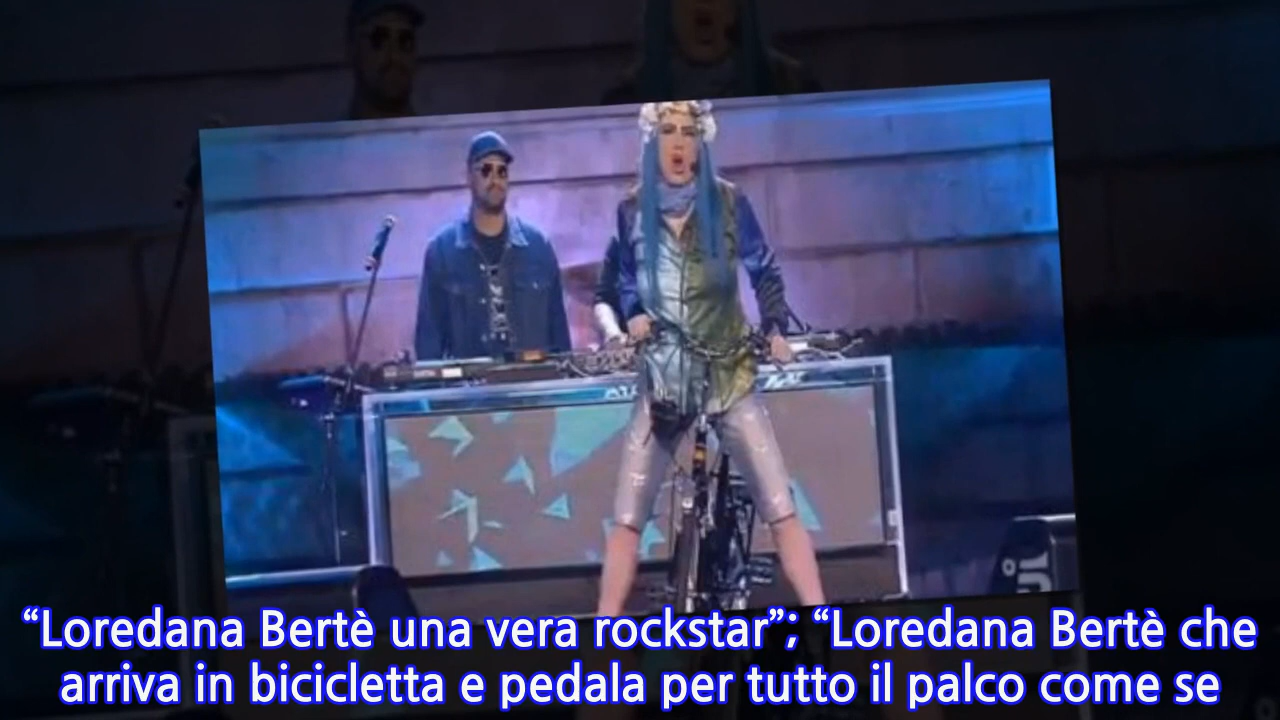 “Loredana Bertè una vera rockstar”; “Loredana Bertè che
arriva in bicicletta e pedala per tutto il palco come se